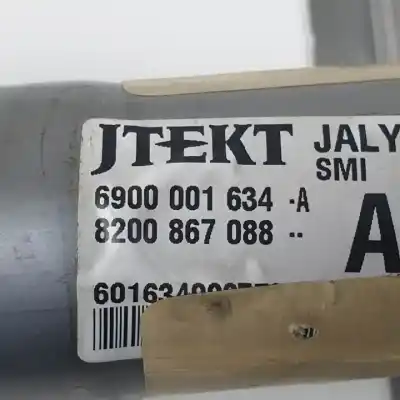 JTEKT JALY
SMI
6900 001 634 -A
8200 867 088 --
A